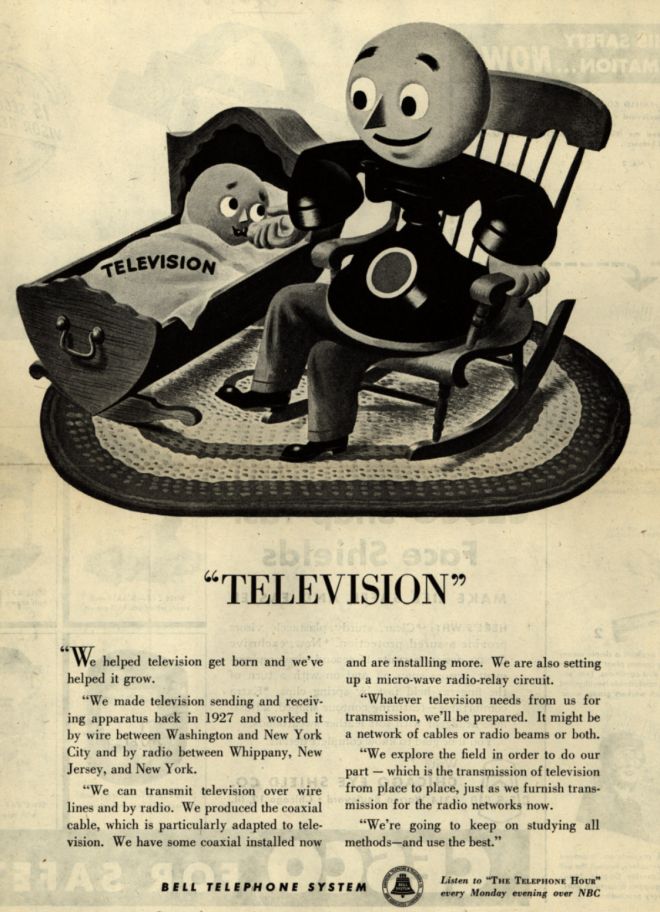 TELEVISION
“TELEVISION”
“We helped television get born and we’ve
helped it grow.
“We made television sending and receiv-
ing apparatus back in 1927 and worked it
by wire between Washington and New York
City and by radio between Whippany, New
Jersey, and New York.
“We can transmit television over wire
lines and by radio. We produced the coaxial
cable, which is particularly adapted to tele-
vision. We have some coaxial installed now
and are installing more. We are also setting
up a micro-wave radio-relay circuit.
“Whatever television needs from us for
transmission, we’ll be prepared. It might be
a network of cables or radio beams or both.
“We explore the field in order to do our
part — which is the transmission of television
from place to place, just as we furnish trans-
mission for the radio networks now.
“We’re going to keep on studying all
methods—and use the best.”
BELL TELEPHONE SYSTEM
Listen to “THE TELEPHONE HOUR”
every Monday evening over NBC